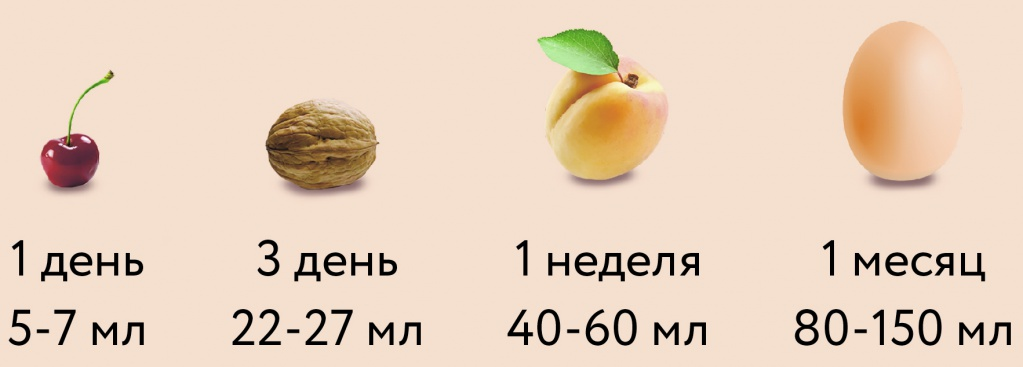 1 день
5-7 мл
3 день
22-27 мл
1 неделя
40-60 мл
1 месяц
80-150 мл